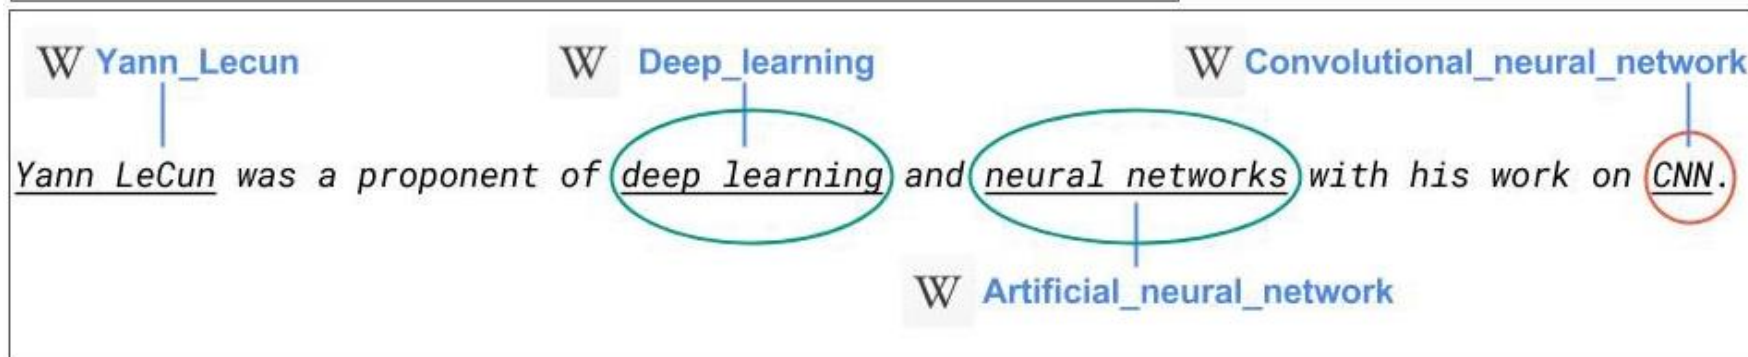 W Yann_Lecun W Deep_learning W Convolutional_neural_network
Yann LeCun was a proponent of deep learning and neural networks with his work on CNN.
W Artificial_neural_network